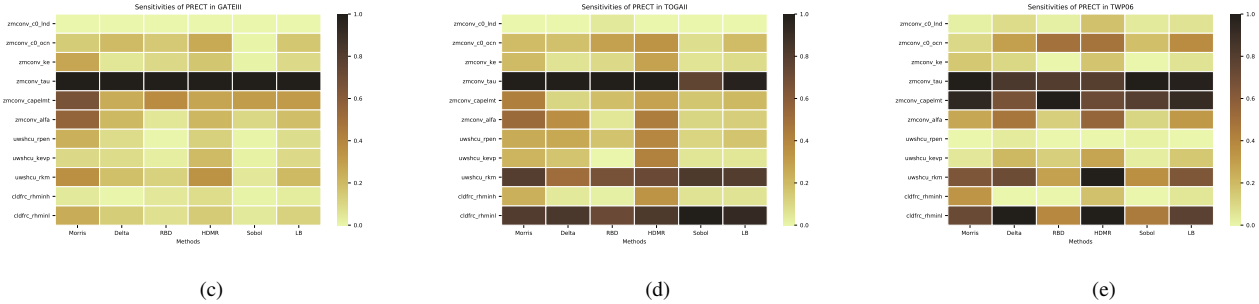 Sensitivities of PRECT in GATEIII
zmconv_c0_lnd
zmconv_c0_ocn
zmconv_ke
zmconv_tau
zmconv_capelmt
zmconv_alfa
uwshcu_rpen
uwshcu_kevp
uwshcu_rkm
cldfrc_rhminh
cldfrc_rhminl
Morris Delta RBD HDMR Sobol LB
Methods
1.0
0.8
0.6
0.4
0.2
0.0
(c)
Sensitivities of PRECT in TOGAII
zmconv_c0_lnd
zmconv_c0_ocn
zmconv_ke
zmconv_tau
zmconv_capelmt
zmconv_alfa
uwshcu_rpen
uwshcu_kevp
uwshcu_rkm
cldfrc_rhminh
cldfrc_rhminl
Morris Delta RBD HDMR Sobol LB
Methods
1.0
0.8
0.6
0.4
0.2
0.0
(d)
Sensitivities of PRECT in TWP06
zmconv_c0_lnd
zmconv_c0_ocn
zmconv_ke
zmconv_tau
zmconv_capelmt
zmconv_alfa
uwshcu_rpen
uwshcu_kevp
uwshcu_rkm
cldfrc_rhminh
cldfrc_rhminl
Morris Delta RBD HDMR Sobol LB
Methods
1.0
0.8
0.6
0.4
0.2
0.0
(e)